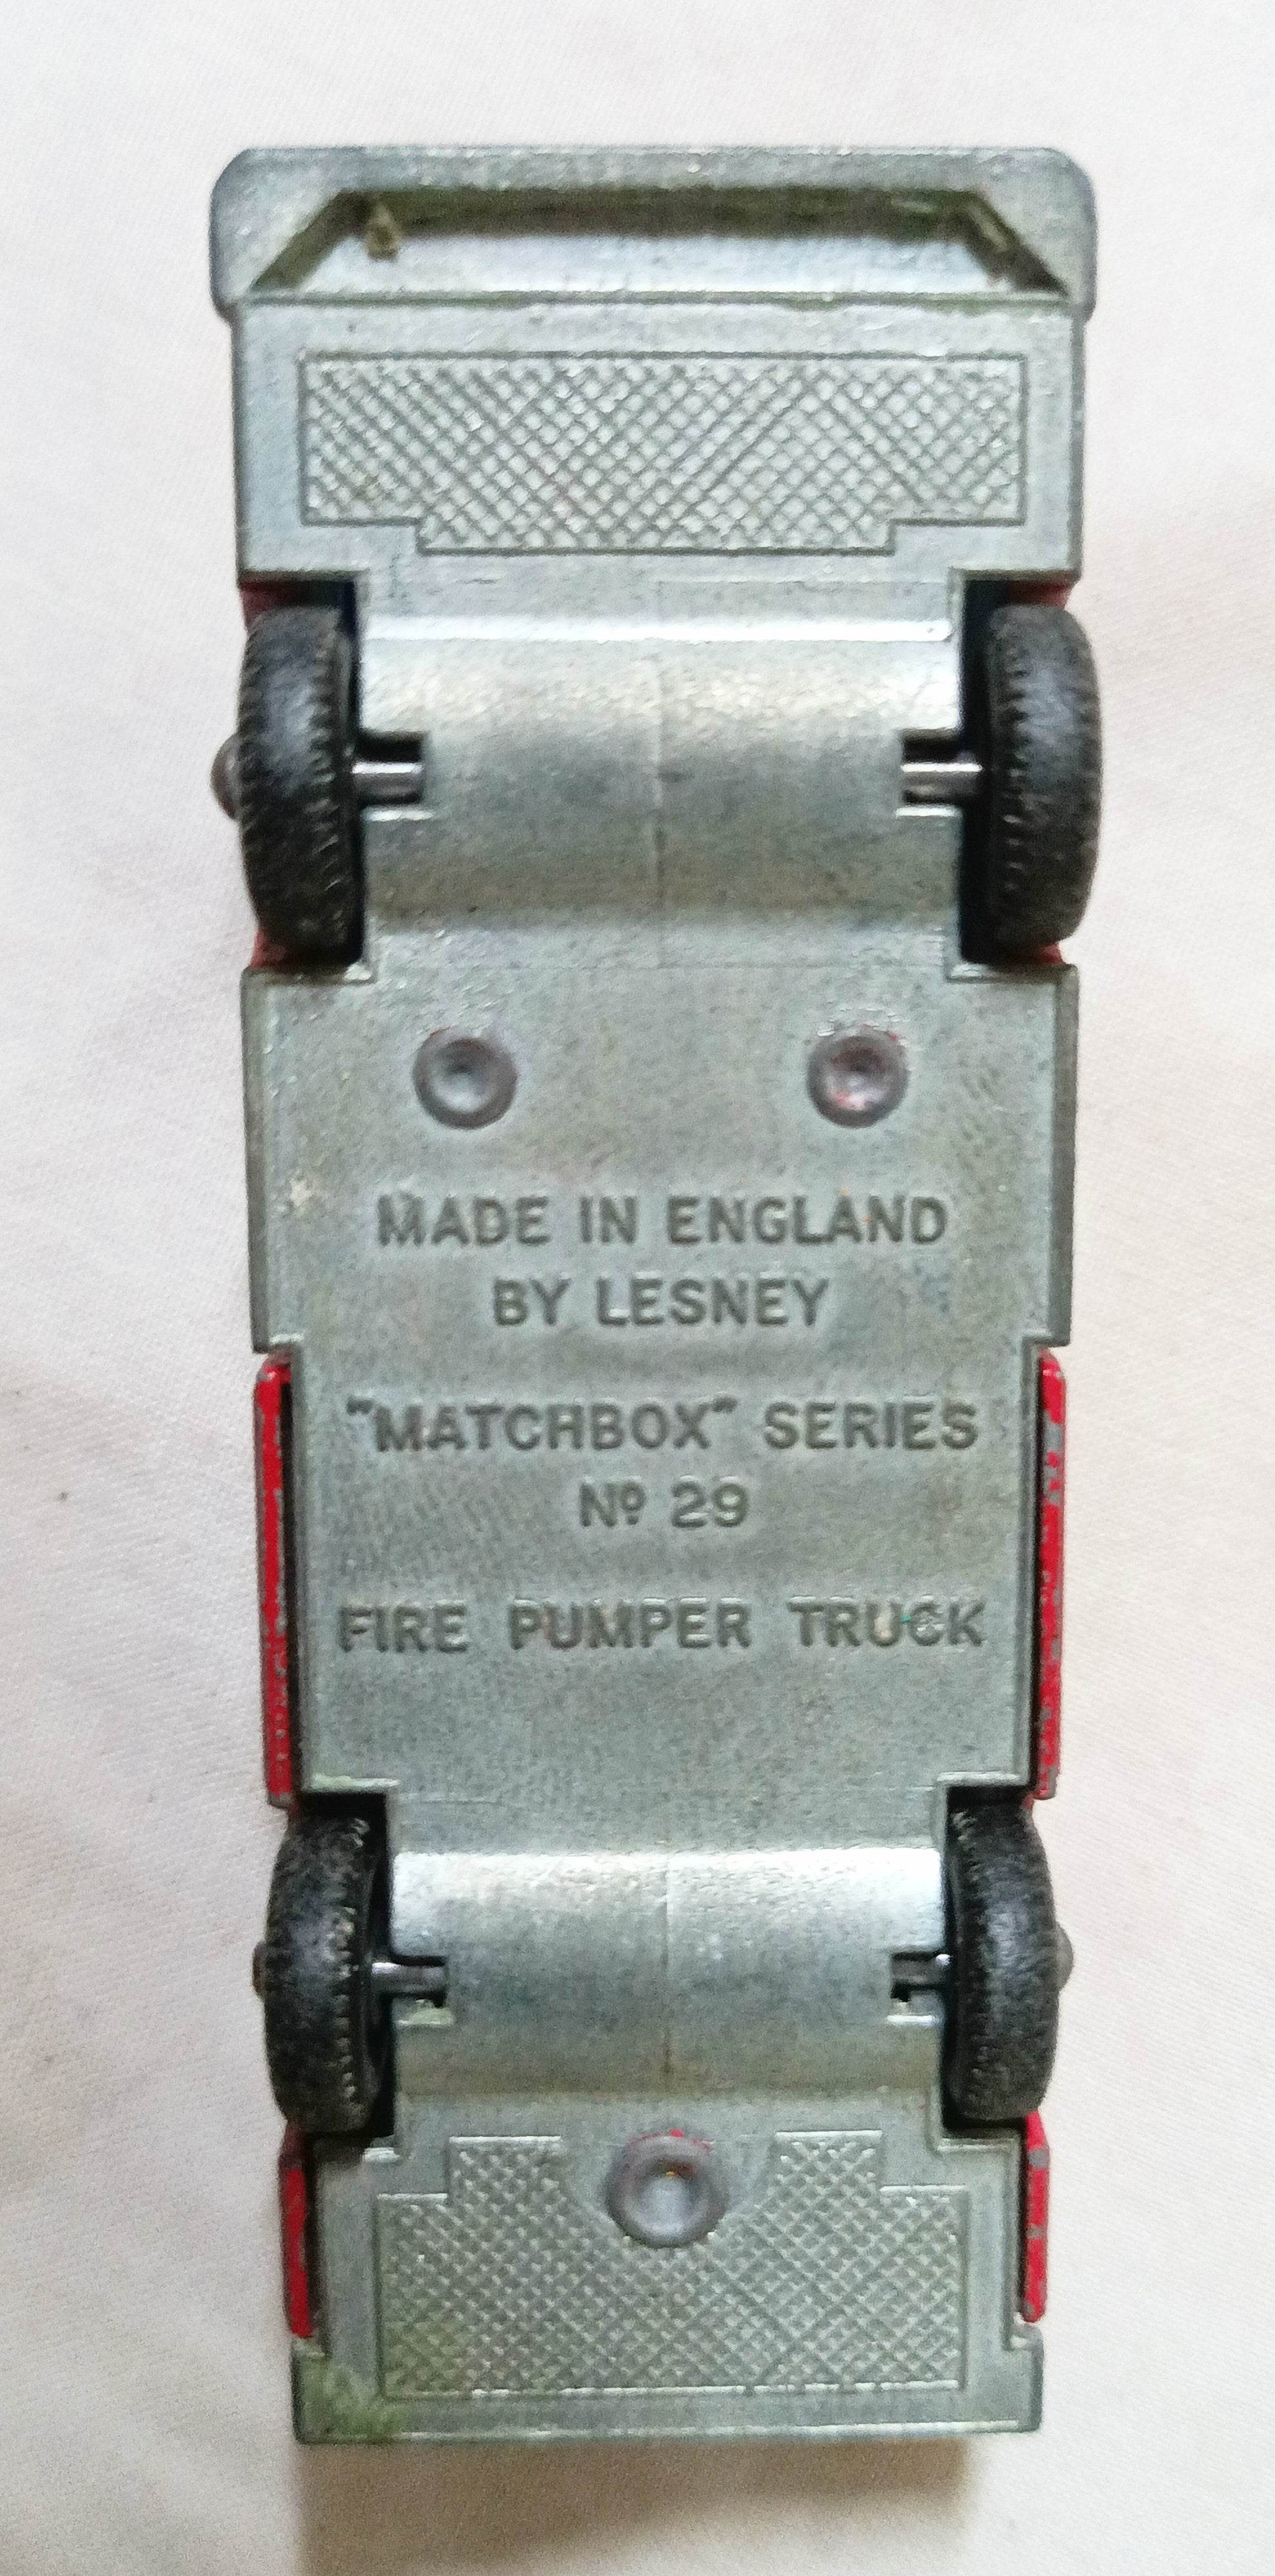 MADE IN ENGLAND
BY LESNEY
"MATCHBOX" SERIES
Nº 29
FIRE PUMPER TRUCK